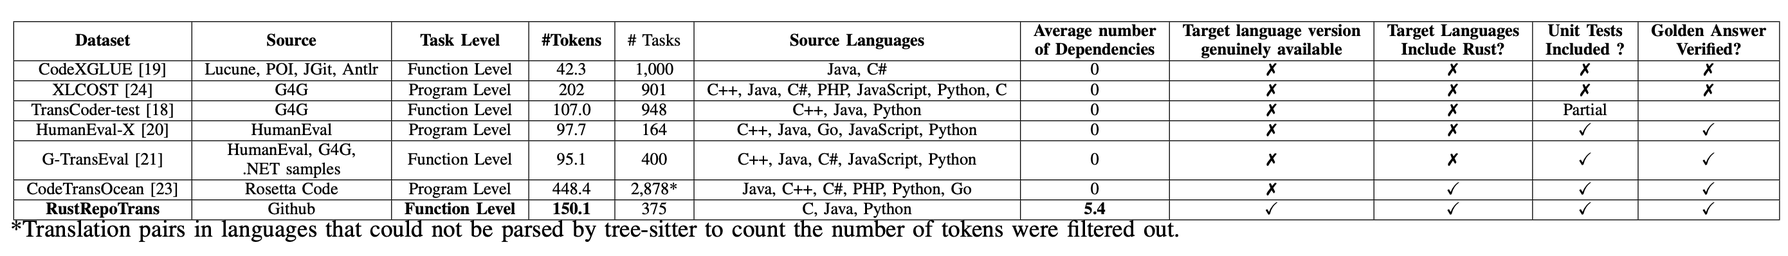 Dataset Source Task Level #Tokens # Tasks Source Languages Average number of Dependencies Target language version genuinely available Target Languages Include Rust? Unit Tests Included ? Golden Answer Verified?
CodeXGLUE [19] Lucune, POI, JGit, Antlr Function Level 42.3 1,000 Java, C# 0 ✗ ✗ ✗ ✗
XLCOST [24] G4G Program Level 202 901 C++, Java, C#, PHP, JavaScript, Python, C 0 ✗ ✗ ✗ ✗
TransCoder-test [18] G4G Function Level 107.0 948 C++, Java, Python 0 ✗ ✗ Partial
HumanEval-X [20] HumanEval Program Level 97.7 164 C++, Java, Go, JavaScript, Python 0 ✗ ✗ ✓ ✓
G-TransEval [21] HumanEval, G4G, .NET samples Function Level 95.1 400 C++, Java, C#, JavaScript, Python 0 ✗ ✗ ✓ ✓
CodeTransOcean [23] Rosetta Code Program Level 448.4 2,878* Java, C++, C#, PHP, Python, Go 0 ✗ ✓ ✓ ✓
RustRepoTrans Github Function Level 150.1 375 C, Java, Python 5.4 ✓ ✓ ✓ ✓
*Translation pairs in languages that could not be parsed by tree-sitter to count the number of tokens were filtered out.